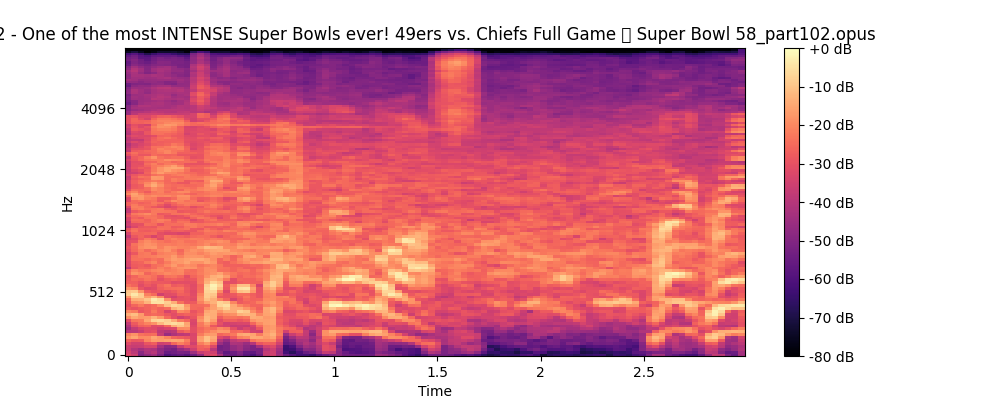 2 - One of the most INTENSE Super Bowls ever! 49ers vs. Chiefs Full Game ▯ Super Bowl 58_part102.opus
+0 dB
4096
-10 dB
-20 dB
2048
-30 dB
Hz
1024
-40 dB
-50 dB
512
-60 dB
-70 dB
0
-80 dB
0 0.5 1 1.5 2 2.5
Time